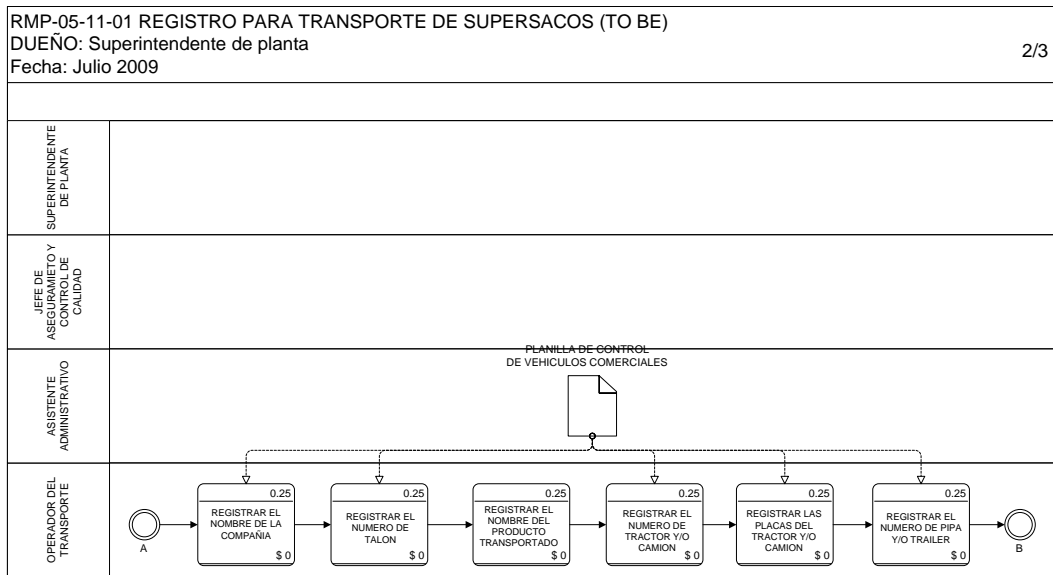 RMP-05-11-01 REGISTRO PARA TRANSPORTE DE SUPERSACOS (TO BE)
DUEÑO: Superintendente de planta
Fecha: Julio 2009
2/3
SUPERINTENDENTE
DE PLANTA
JEFE DE
ASEGURAMIETO Y
CONTROL DE
CALIDAD
ASISTENTE
ADMINISTRATIVO
PLANILLA DE CONTROL
DE VEHICULOS COMERCIALES
OPERADOR DEL
TRANSPORTE
A
0.25
REGISTRAR EL
NOMBRE DE LA
COMPAÑIA
$ 0
0.25
REGISTRAR EL
NUMERO DE
TALON
$ 0
0.25
REGISTRAR EL
NOMBRE DEL
PRODUCTO
TRANSPORTADO
$ 0
0.25
REGISTRAR EL
NUMERO DE
TRACTOR Y/O
CAMION
$ 0
0.25
REGISTRAR LAS
PLACAS DEL
TRACTOR Y/O
CAMION
$ 0
0.25
REGISTRAR EL
NUMERO DE PIPA
Y/O TRAILER
$ 0
B